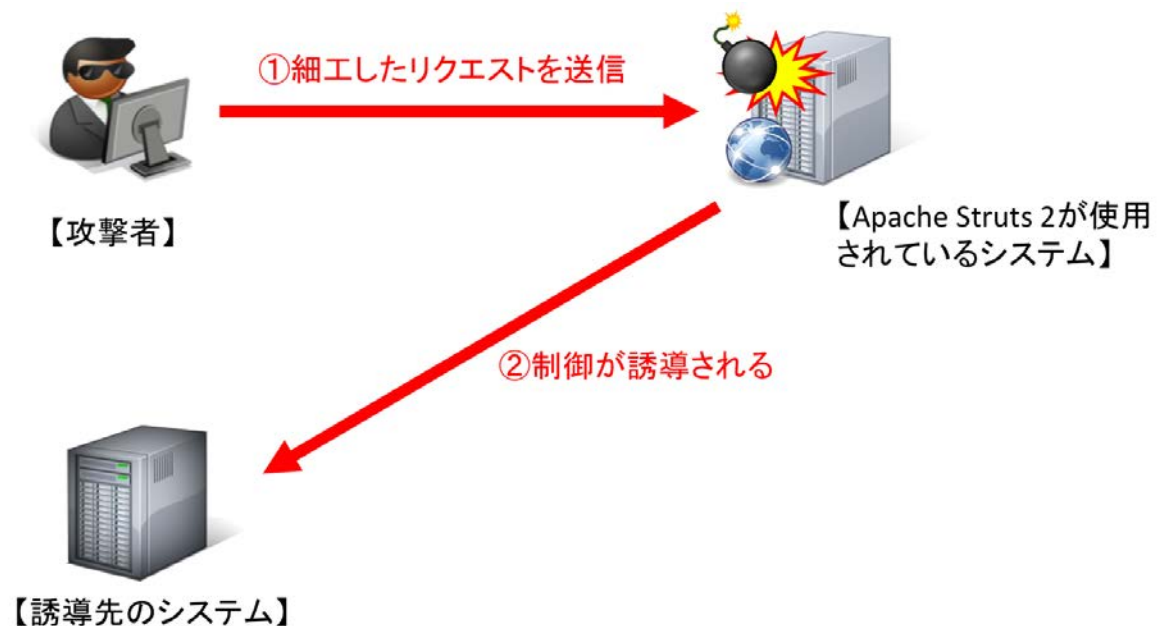 ①細工したリクエストを送信
【攻撃者】
【Apache Struts 2が使用
されているシステム】
②制御が誘導される
【誘導先のシステム】